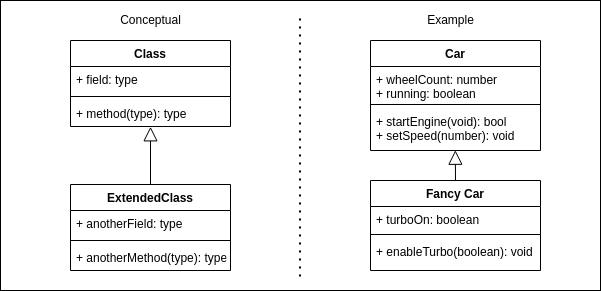 Conceptual
Class
+ field: type
+ method(type): type
ExtendedClass
+ anotherField: type
+ anotherMethod(type): type
Example
Car
+ wheelCount: number
+ running: boolean
+ startEngine(void): bool
+ setSpeed(number): void
Fancy Car
+ turboOn: boolean
+ enableTurbo(boolean): void